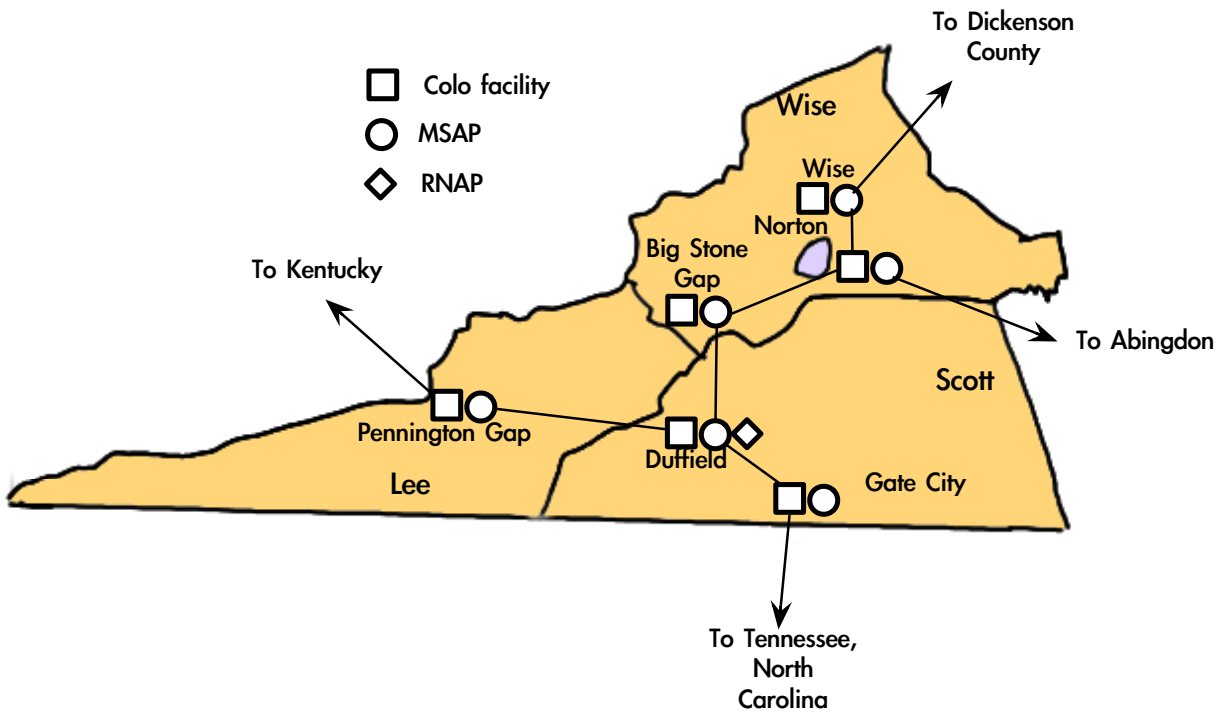 To Dickenson
County
Colo facility
MSAP
RNAP
Wise
Wise
Norton
Big Stone
Gap
To Kentucky
To Abingdon
Scott
Pennington Gap
Duffield
Lee
Gate City
To Tennessee,
North
Carolina